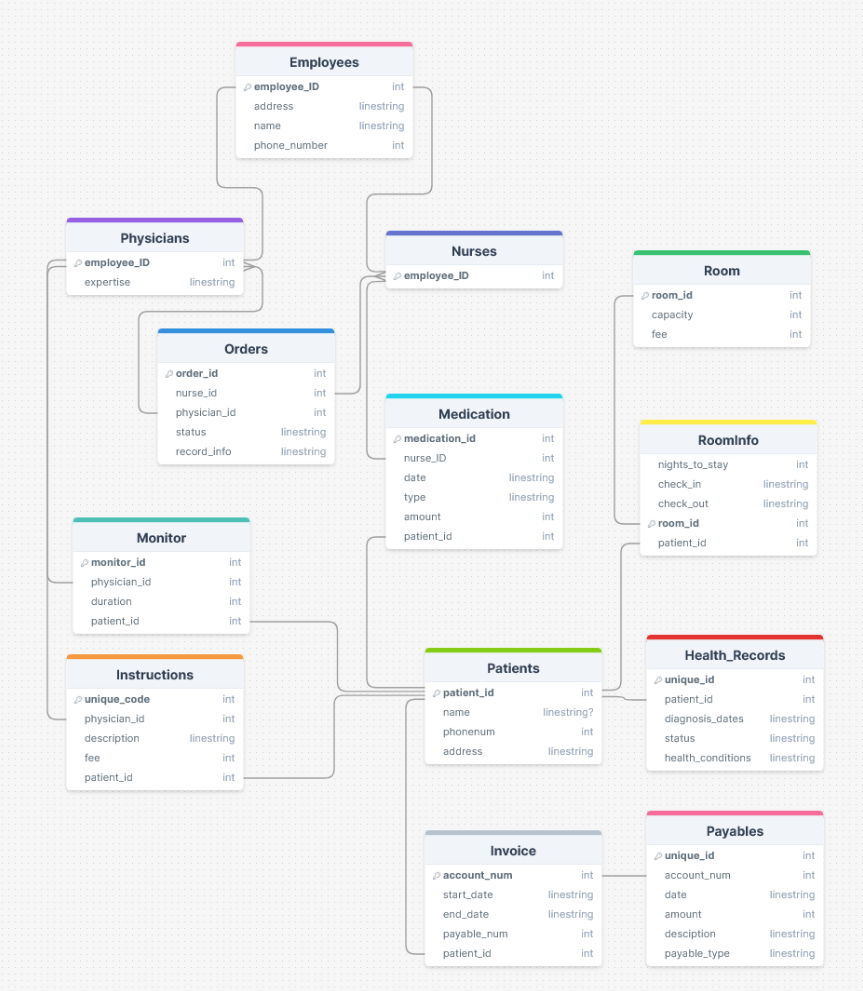 Employees
employee_ID int
address linestring
name linestring
phone_number int
Physicians
employee_ID int
expertise linestring
Nurses
employee_ID int
Room
room_id int
capacity int
fee int
Orders
order_id int
nurse_id int
physician_id int
status linestring
record_info linestring
Medication
medication_id int
nurse_ID int
date linestring
type linestring
amount int
patient_id int
RoomInfo
nights_to_stay int
check_in linestring
check_out linestring
room_id int
patient_id int
Monitor
monitor_id int
physician_id int
duration int
patient_id int
Instructions
unique_code int
physician_id int
description linestring
fee int
patient_id int
Patients
patient_id int
name linestring?
phonenum int
address linestring
Health_Records
unique_id int
patient_id int
diagnosis_dates linestring
status linestring
health_conditions linestring
Invoice
account_num int
start_date linestring
end_date linestring
payable_num int
patient_id int
Payables
unique_id int
account_num int
date linestring
amount int
desciption linestring
payable_type linestring